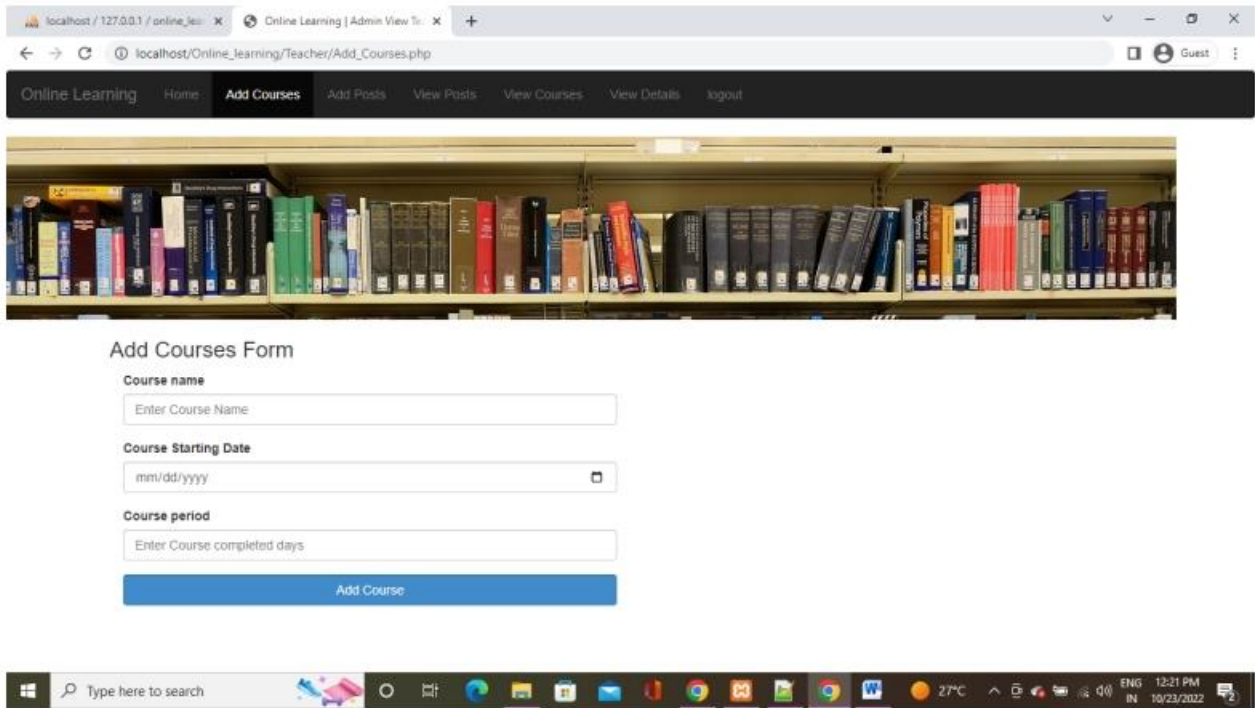 localhost / 127.0.0.1 / online_lea
Online Learning | Admin View Te
localhost/Online_learning/Teacher/Add_Courses.php
Guest
Online Learning Home Add Courses Add Posts View Posts View Courses View Details logout
Add Courses Form
Course name
Enter Course Name
Course Starting Date
mm/dd/yyyy
Course period
Enter Course completed days
Add Course
Type here to search
27°C
ENG 12:21 PM
IN 10/23/2022
2